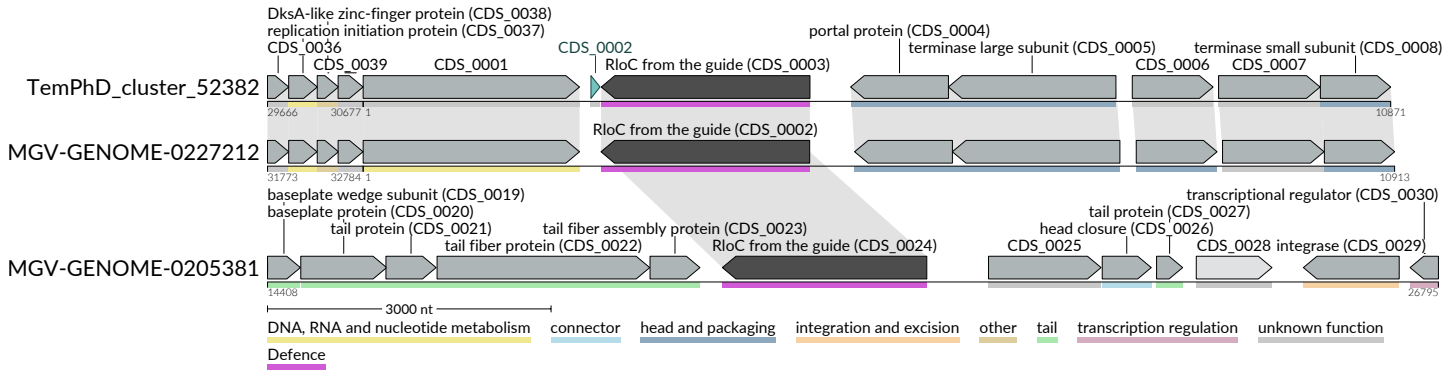 DksA-like zinc-finger protein (CDS_0038)
replication initiation protein (CDS_0037) portal protein (CDS_0004)
CDS_0036 CDS_0002 terminase large subunit (CDS_0005) terminase small subunit (CDS_0008)
CDS_0039 CDS_0001 RloC from the guide (CDS_0003) CDS_0006 CDS_0007
TemPhD_cluster_52382
29666 30677 1 10871
RloC from the guide (CDS_0002)
MGV-GENOME-0227212
31773 32784 1 10913
baseplate wedge subunit (CDS_0019) transcriptional regulator (CDS_0030)
baseplate protein (CDS_0020) tail protein (CDS_0027)
tail protein (CDS_0021) tail fiber assembly protein (CDS_0023) head closure (CDS_0026)
tail fiber protein (CDS_0022) RloC from the guide (CDS_0024) CDS_0025 CDS_0028 integrase (CDS_0029)
MGV-GENOME-0205381
14408 26795
3000 nt
DNA, RNA and nucleotide metabolism connector head and packaging integration and excision other tail transcription regulation unknown function
Defence